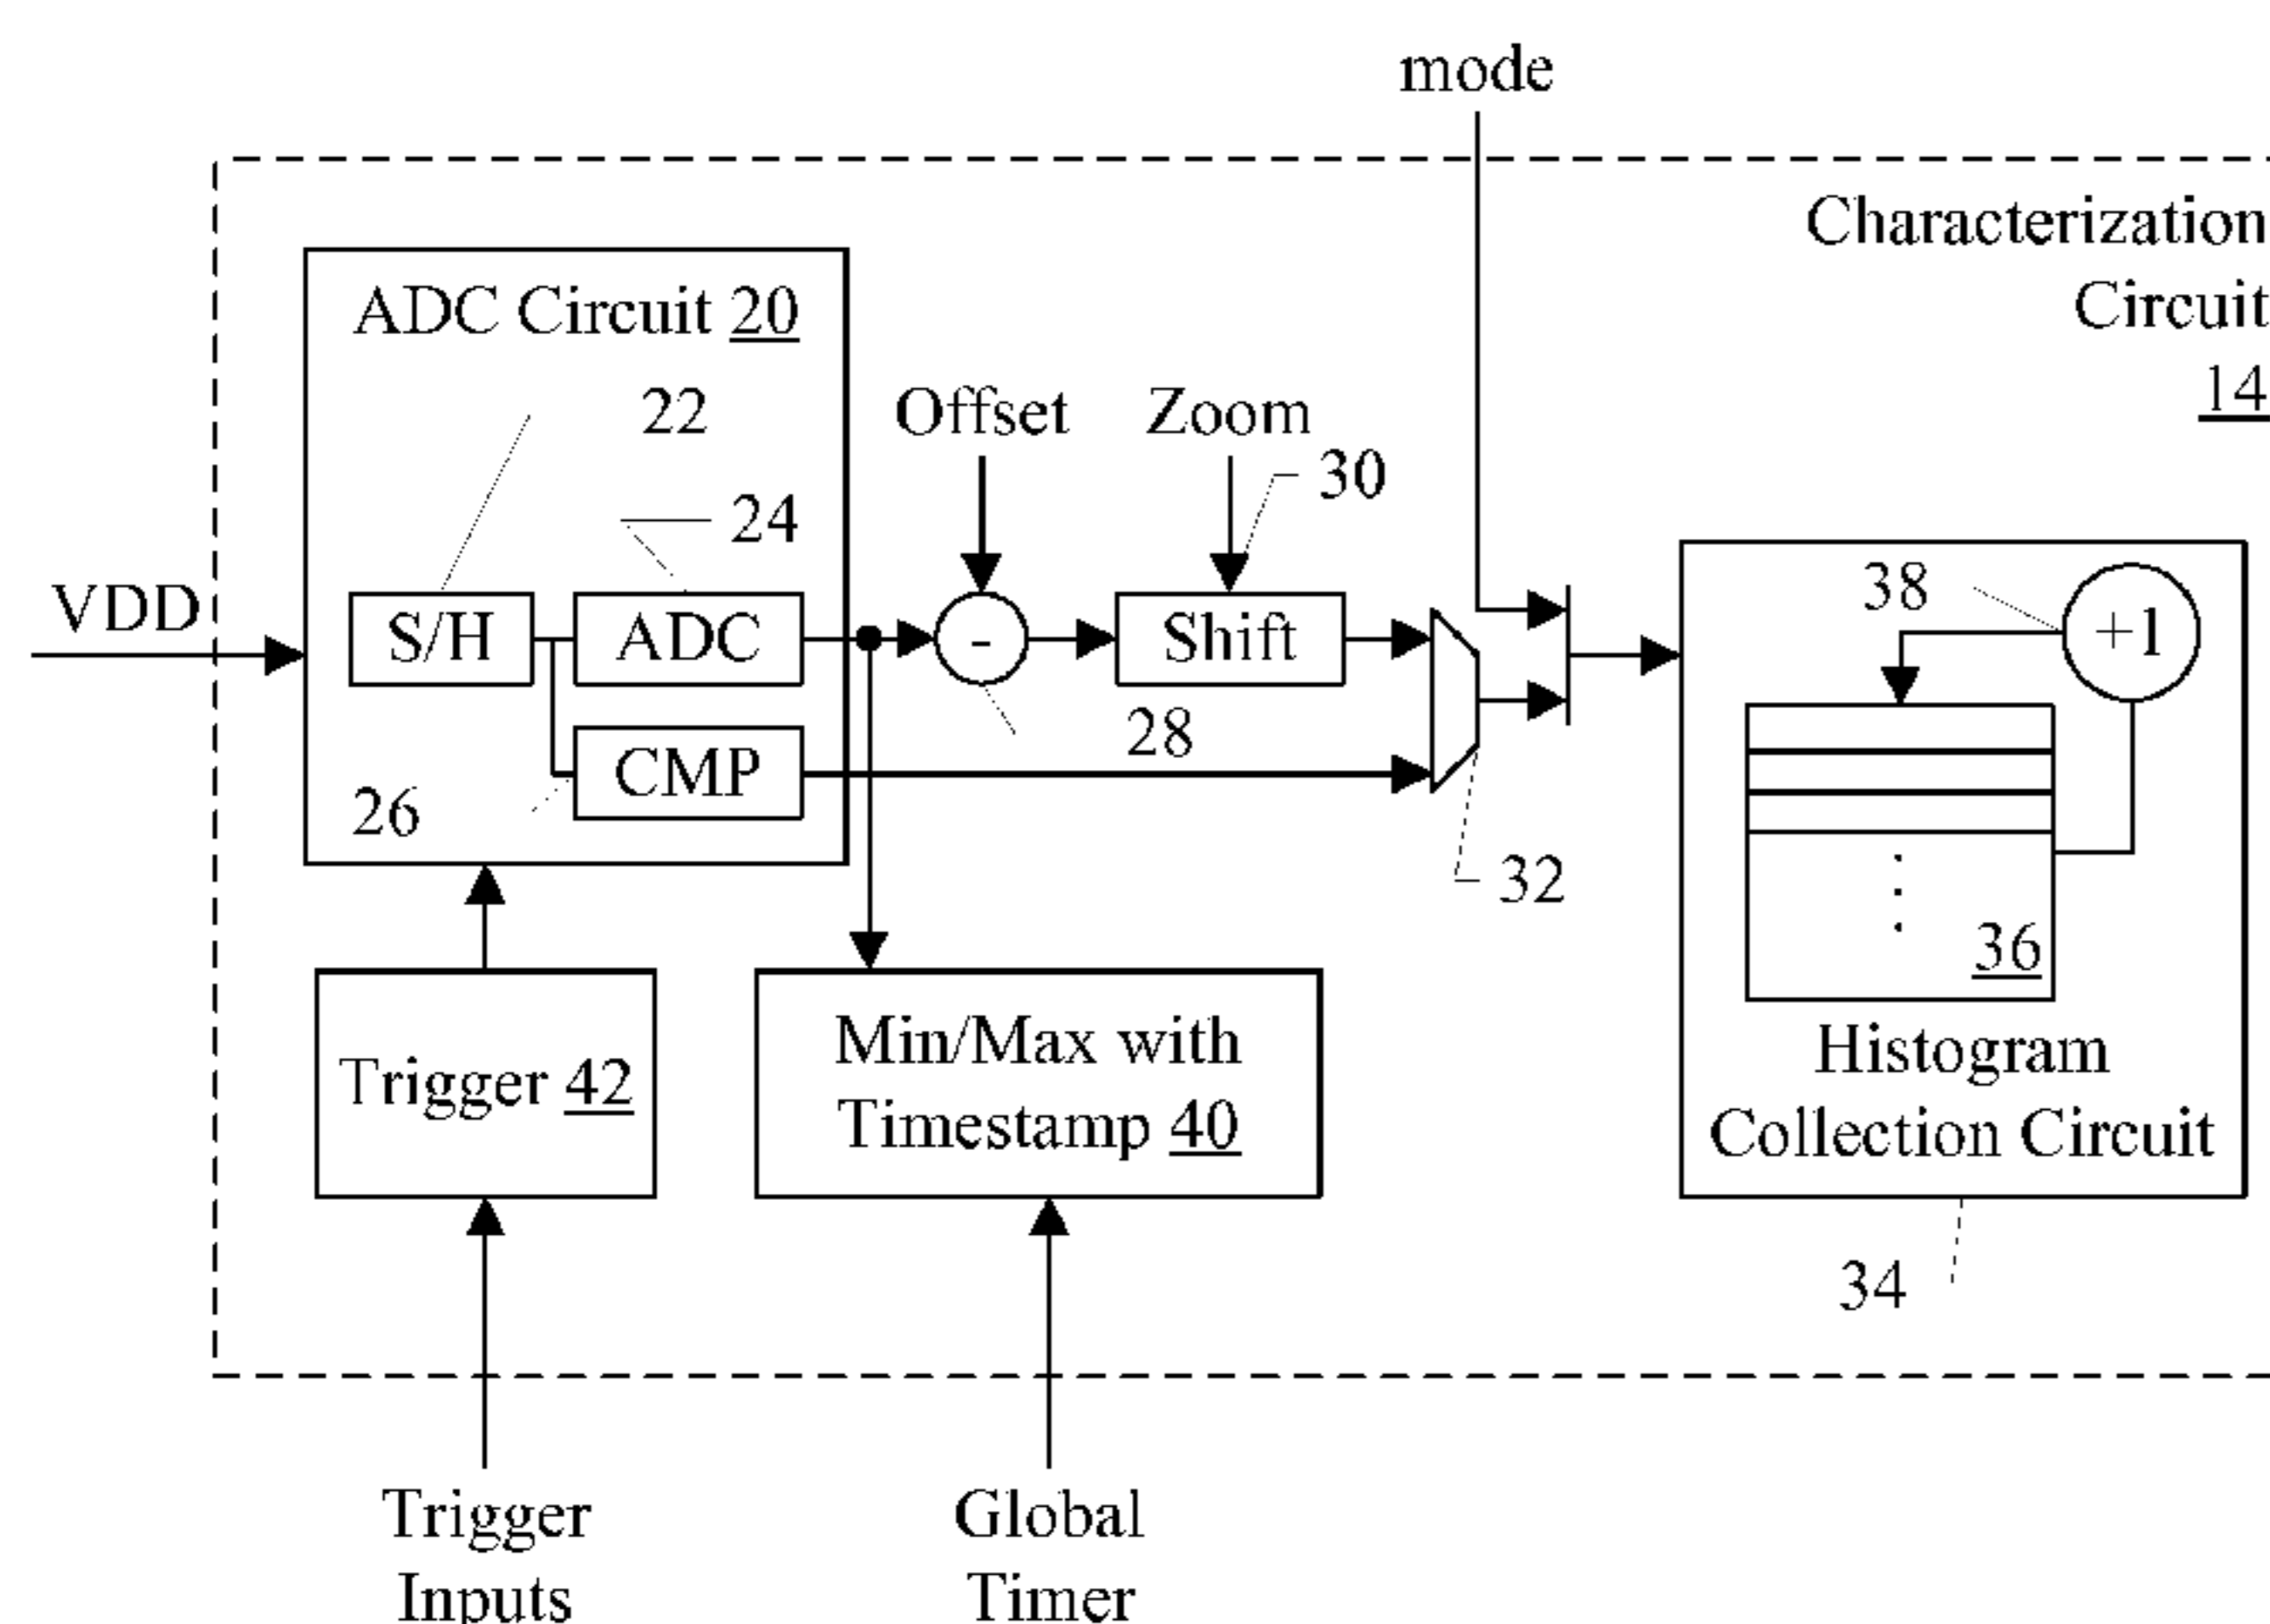 mode
Characterization
Circuit
14
ADC Circuit 20
22
Offset
Zoom
30
24
VDD
S/H
ADC
-
Shift
38
+1
28
CMP
26
32
36
Min/Max with
Timestamp 40
Trigger 42
Histogram
Collection Circuit
34
Trigger
Inputs
Global
Timer